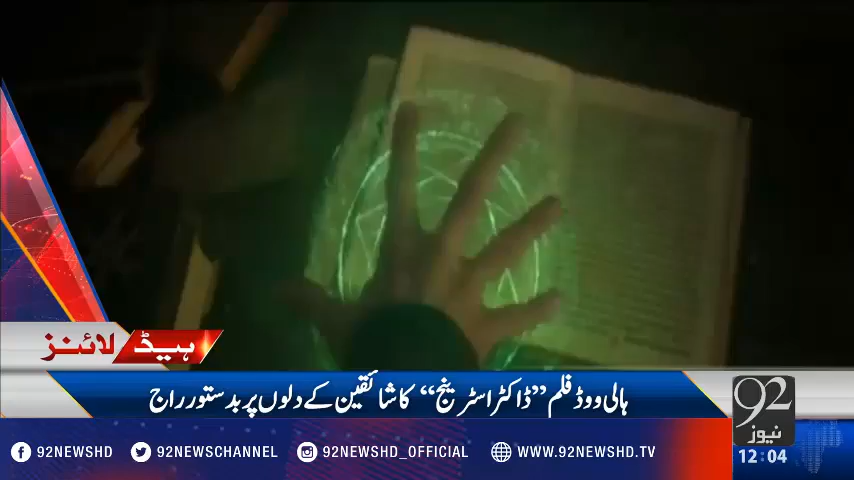 ہیڈ لائنز
ہالی ووڈ فلم ”ڈاکٹر اسٹرینج“ کا شائقین کے دلوں پر بدستور راج
92
نیوز
12:04
92NEWSHD
92NEWSCHANNEL
92NEWSHD_OFFICIAL
WWW.92NEWSHD.TV